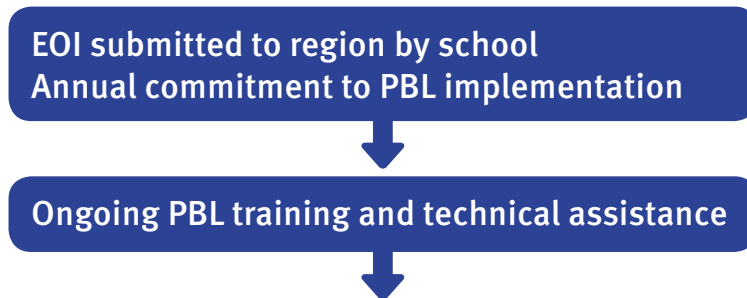 EOI submitted to region by school
Annual commitment to PBL implementation
Ongoing PBL training and technical assistance